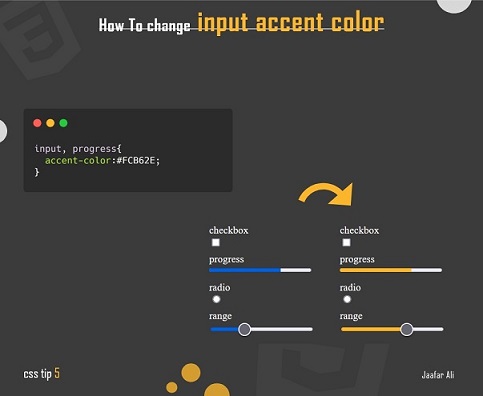 How To change input accent color
input, progress{
accent-color:#FCB62E;
}
checkbox
progress
radio
range
checkbox
progress
radio
range
css tip 5
Jaafar Ali